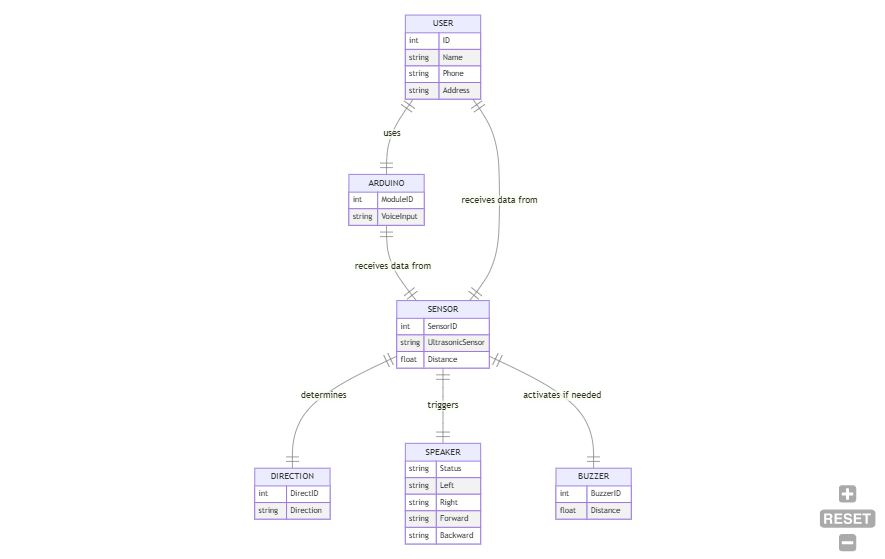 USER
int ID
string Name
string Phone
string Address
uses
ARDUINO
int ModuleID
string VoiceInput
receives data from
receives data from
SENSOR
int SensorID
string UltrasonicSensor
float Distance
determines
triggers
activates if needed
DIRECTION
int DirectID
string Direction
SPEAKER
string Status
string Left
string Right
string Forward
string Backward
BUZZER
int BuzzerID
float Distance
RESET